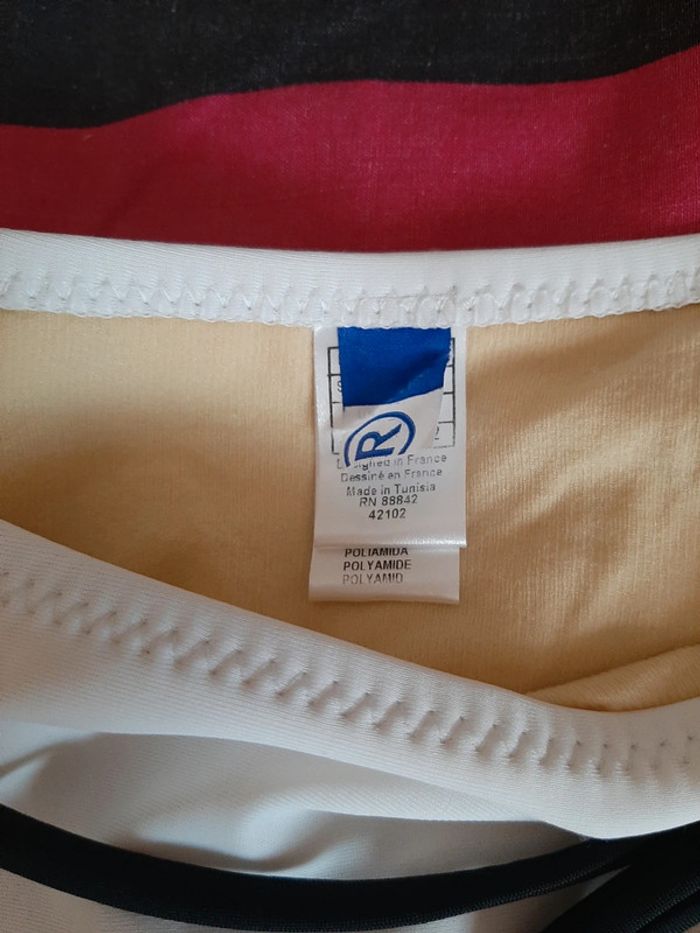 ®
Designed in France
Dessiné en France
Made in Tunisia
RN 88842
42102
POLIAMIDA
POLYAMIDE
POLYAMID